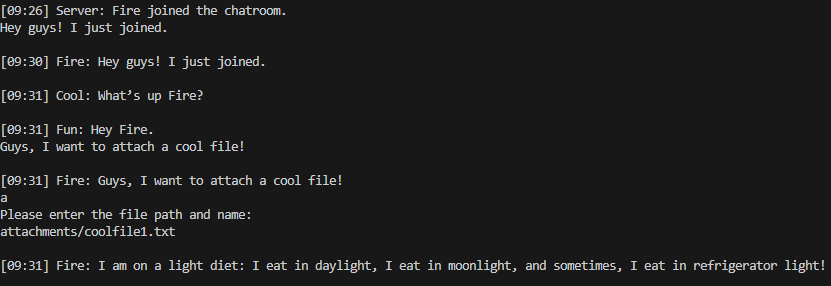 [09:26] Server: Fire joined the chatroom.
Hey guys! I just joined.
[09:30] Fire: Hey guys! I just joined.
[09:31] Cool: What’s up Fire?
[09:31] Fun: Hey Fire.
Guys, I want to attach a cool file!
[09:31] Fire: Guys, I want to attach a cool file!
a
Please enter the file path and name:
attachments/coolfile1.txt
[09:31] Fire: I am on a light diet: I eat in daylight, I eat in moonlight, and sometimes, I eat in refrigerator light!